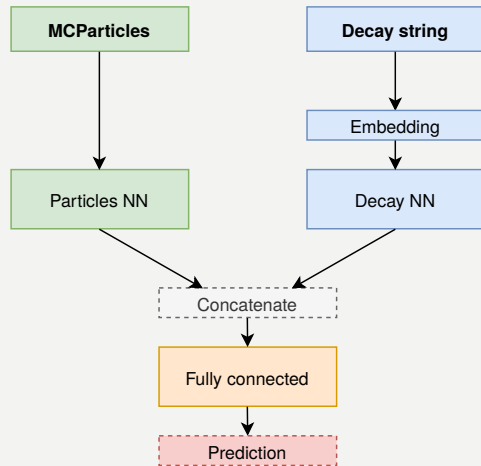 MCParticles
Decay string
Embedding
Particles NN
Decay NN
Concatenate
Fully connected
Prediction